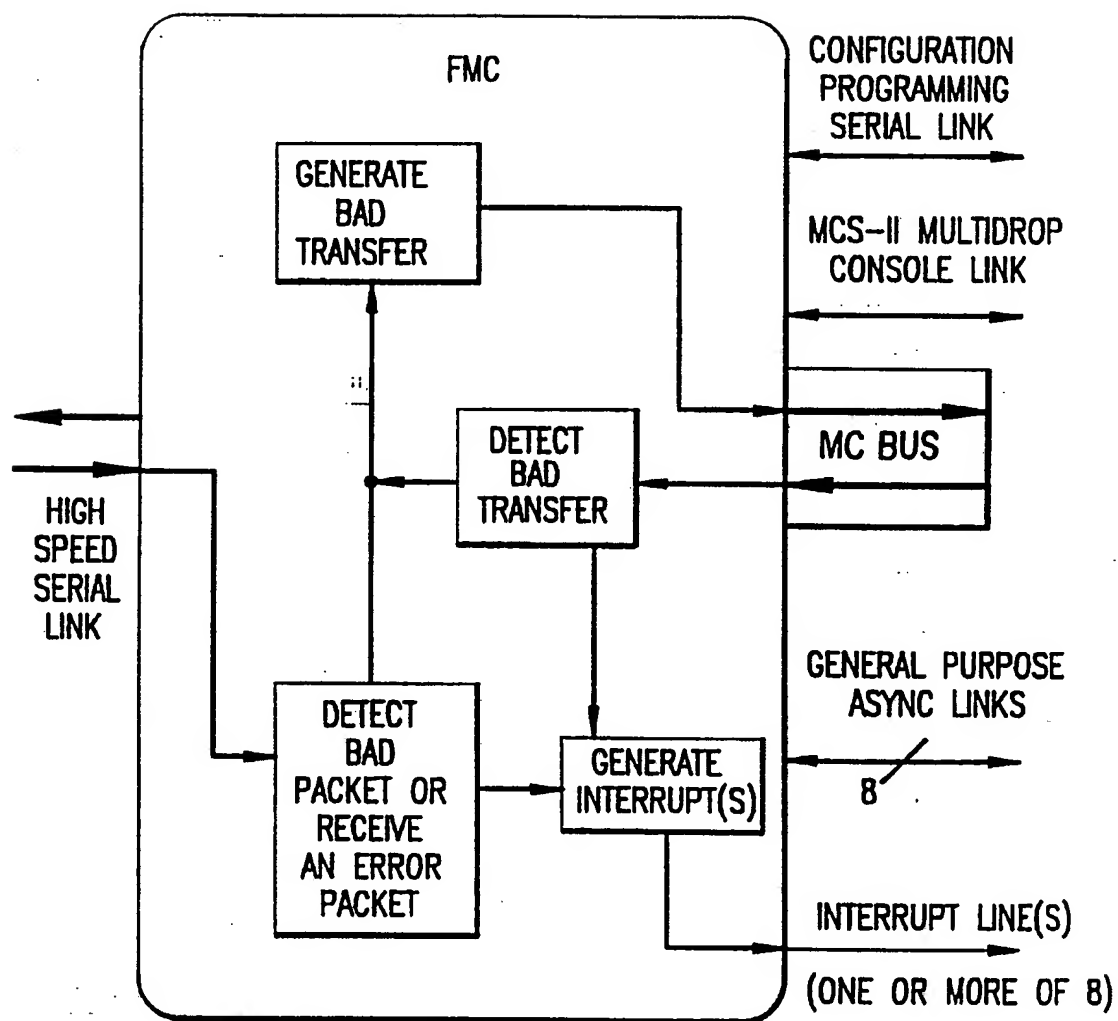 FMC
CONFIGURATION
PROGRAMMING
SERIAL LINK
GENERATE
BAD
TRANSFER
MCS-II MULTIDROP
CONSOLE LINK
DETECT
BAD
TRANSFER
MC BUS
HIGH
SPEED
SERIAL
LINK
GENERAL PURPOSE
ASYNC LINKS
8
DETECT
BAD
PACKET OR
RECEIVE
AN ERROR
PACKET
GENERATE
INTERRUPT(S)
INTERRUPT LINE(S)
(ONE OR MORE OF 8)